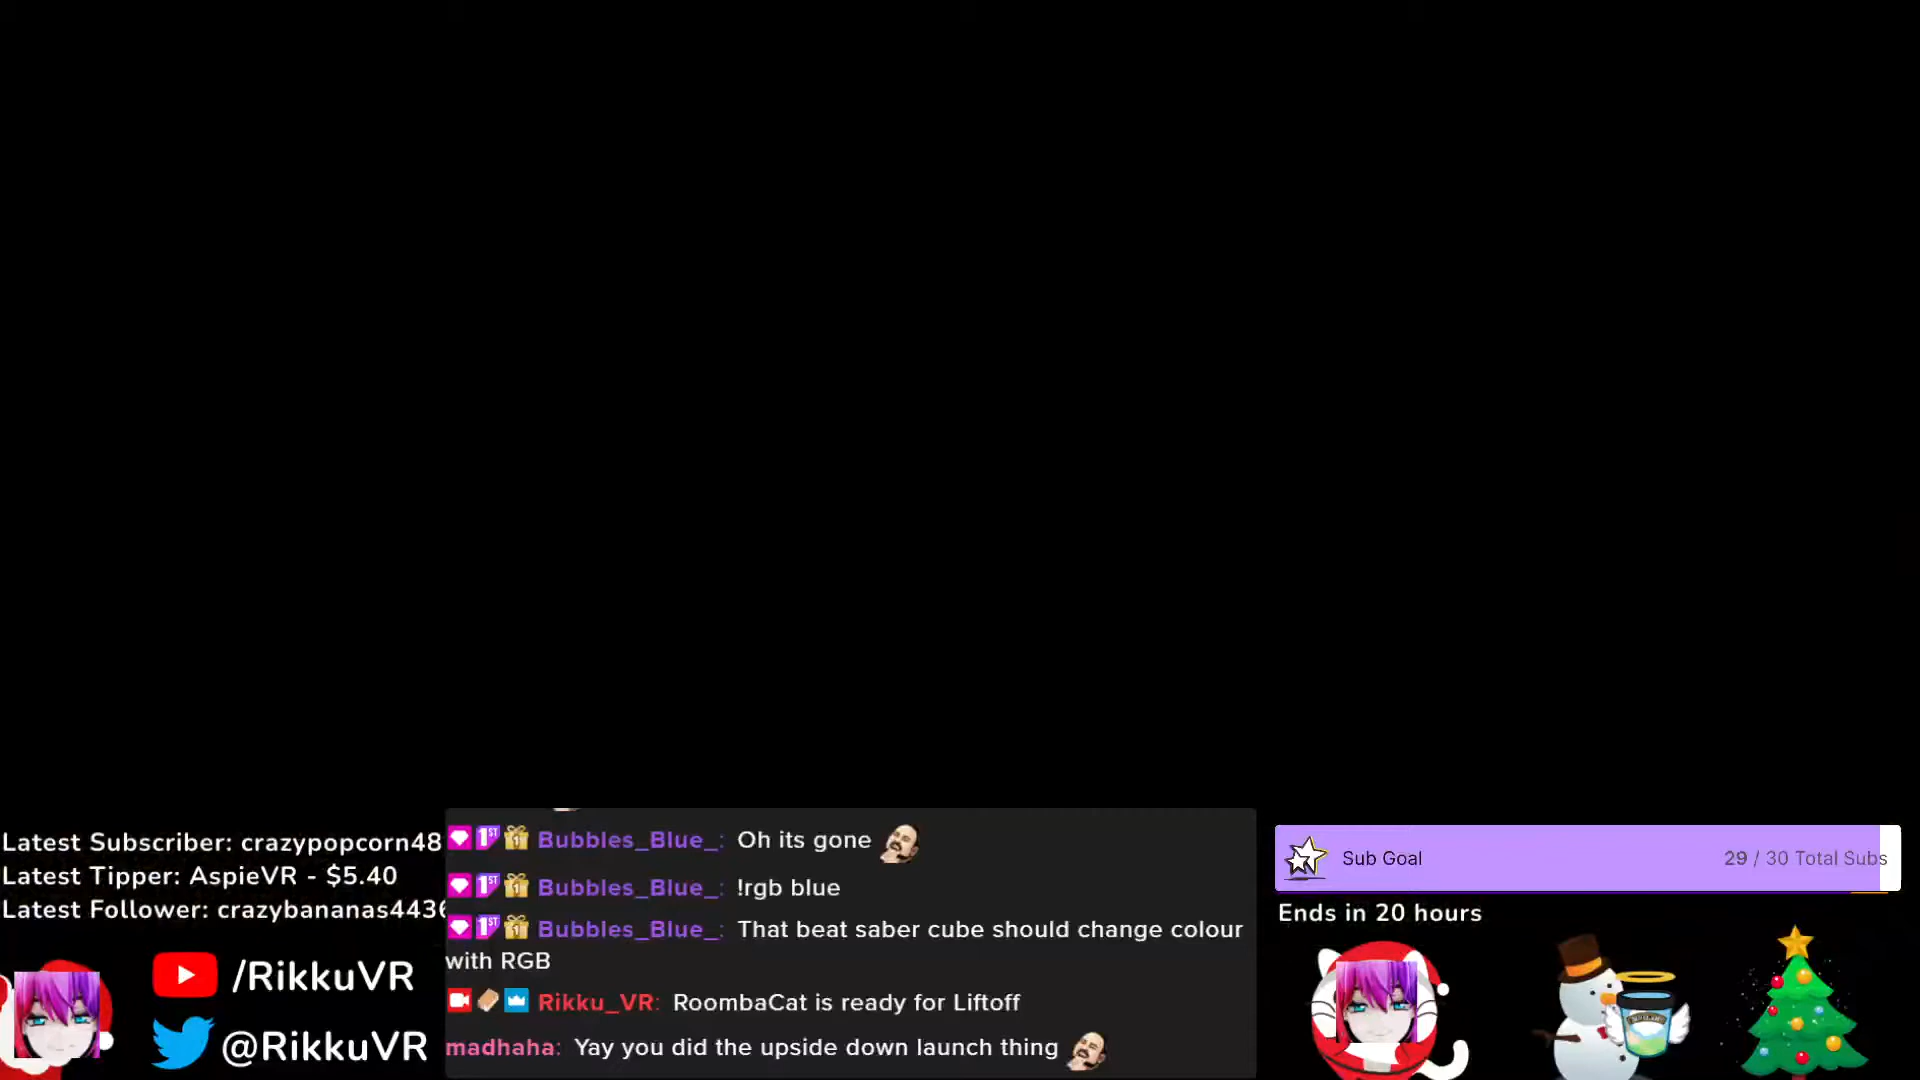 Latest Subscriber: crazypopcorn48
Latest Tipper: AspieVR - $5.40
Latest Follower: crazybananas4436
/RikkuVR
@RikkuVR
Bubbles_Blue_: Oh its gone
Bubbles_Blue_: !rgb blue
Bubbles_Blue_: That beat saber cube should change colour
with RGB
Rikku_VR: RoombaCat is ready for Liftoff
madhaha: Yay you did the upside down launch thing
Sub Goal
29 / 30 Total Subs
Ends in 20 hours